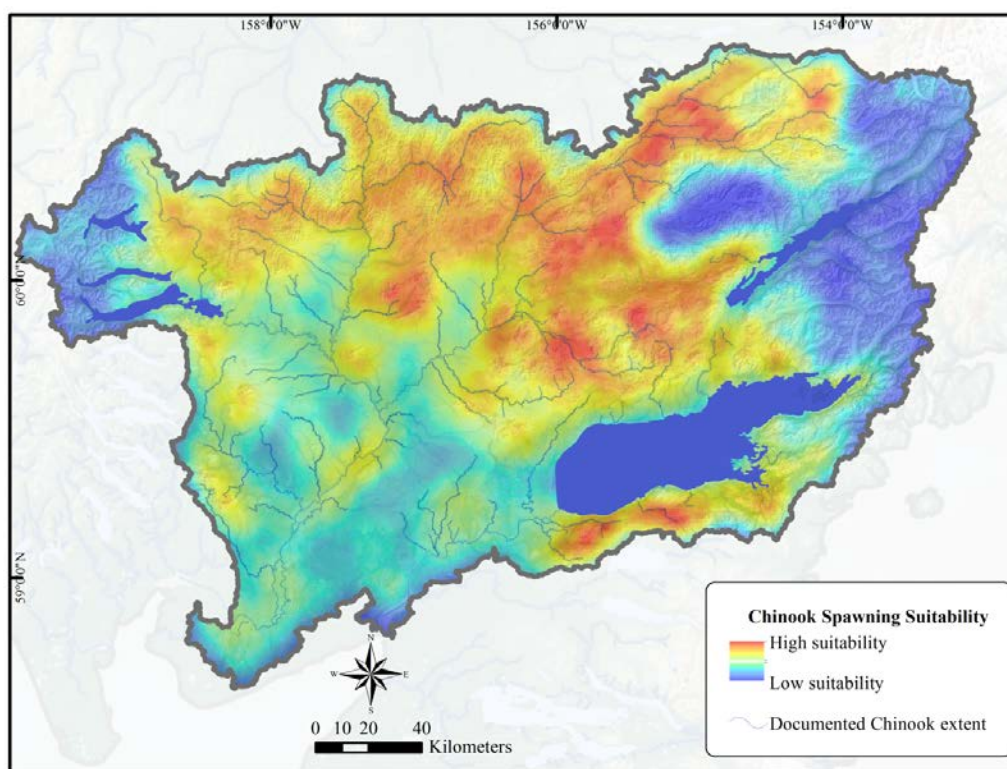 158°0'0"W
156°0'0"W
154°0'0"W
60°0'0"N
59°0'0"N
N
W
E
S
0 10 20 40
Kilometers
Chinook Spawning Suitability
High suitability
Low suitability
Documented Chinook extent